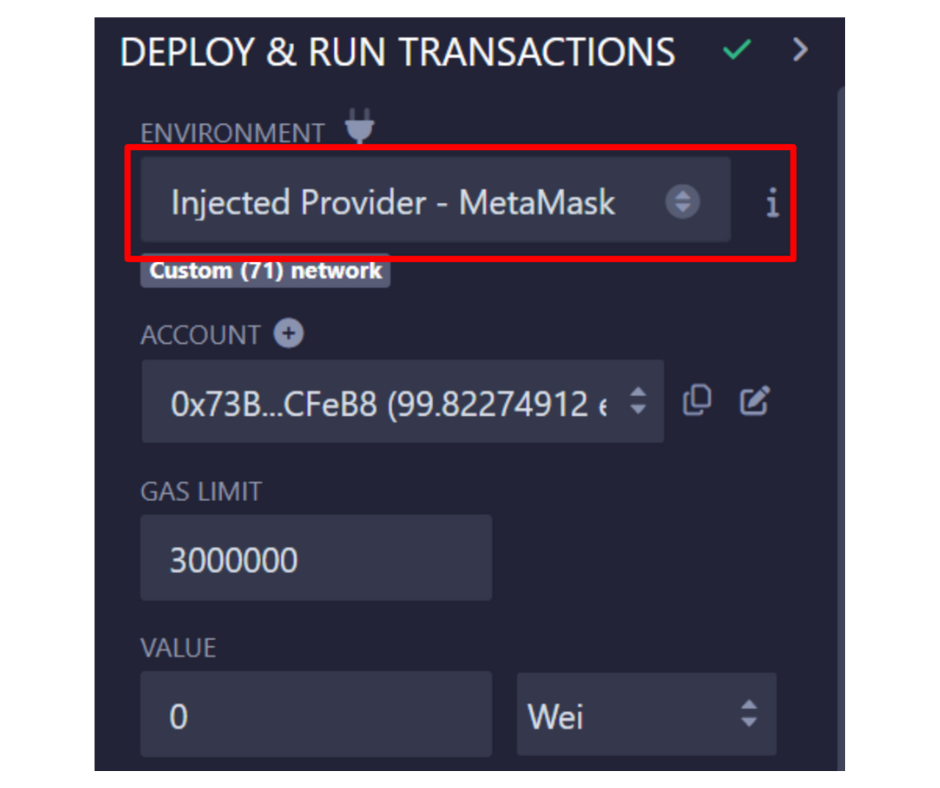 DEPLOY & RUN TRANSACTIONS
ENVIRONMENT
Injected Provider - MetaMask
Custom (71) network
ACCOUNT
0x73B...CFeB8 (99.82274912 e
GAS LIMIT
3000000
VALUE
0 Wei